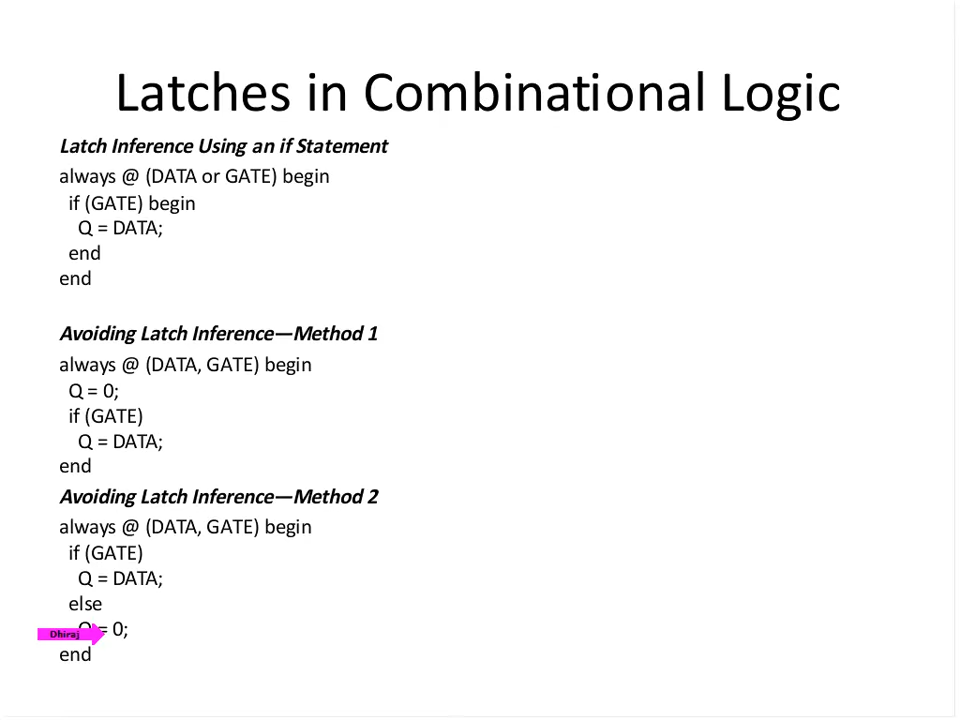 Latches in Combinational Logic
Latch Inference Using an if Statement
always @ (DATA or GATE) begin
if (GATE) begin
Q = DATA;
end
end
Avoiding Latch Inference—Method 1
always @ (DATA, GATE) begin
Q = 0;
if (GATE)
Q = DATA;
end
Avoiding Latch Inference—Method 2
always @ (DATA, GATE) begin
if (GATE)
Q = DATA;
else
Q = 0;
Dhiraj
end